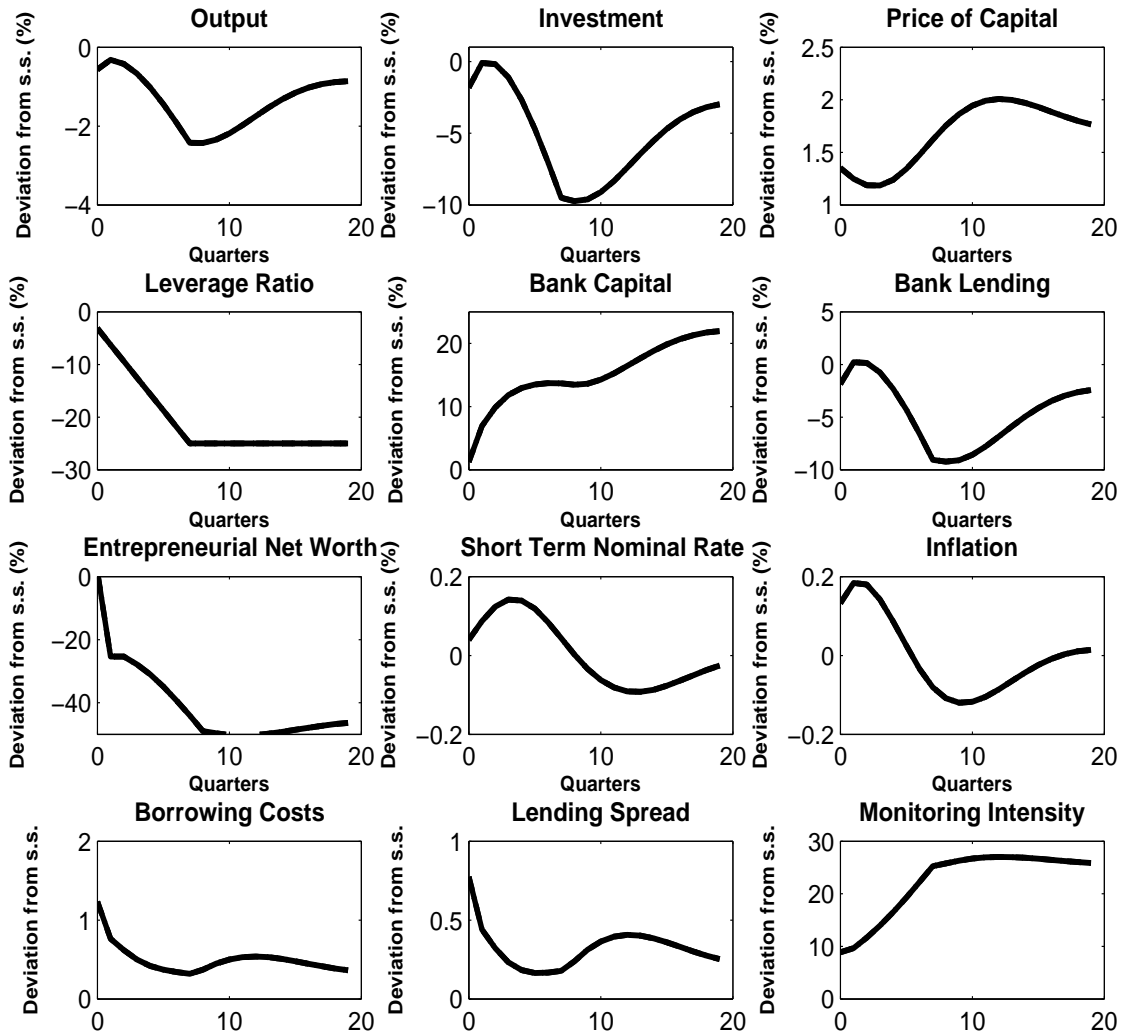 Output
Deviation from s.s. (%)
0
−2
−4
0
10
20
Quarters
Investment
Deviation from s.s. (%)
0
−5
−10
0
10
20
Quarters
Price of Capital
Deviation from s.s. (%)
2.5
2
1.5
1
0
10
20
Quarters
Leverage Ratio
Deviation from s.s. (%)
0
−10
−20
−30
0
10
20
Quarters
Bank Capital
Deviation from s.s. (%)
20
10
0
0
10
20
Quarters
Bank Lending
Deviation from s.s. (%)
5
0
−5
−10
0
10
20
Quarters
Entrepreneurial Net Worth
Deviation from s.s. (%)
0
−20
−40
0
10
20
Quarters
Short Term Nominal Rate
Deviation from s.s. (%)
0.2
0
−0.2
0
10
20
Quarters
Inflation
Deviation from s.s. (%)
0.2
0
−0.2
0
10
20
Quarters
Borrowing Costs
Deviation from s.s.
2
1
0
0
10
20
Lending Spread
Deviation from s.s.
1
0.5
0
0
10
20
Monitoring Intensity
Deviation from s.s.
30
20
10
0
0
10
20